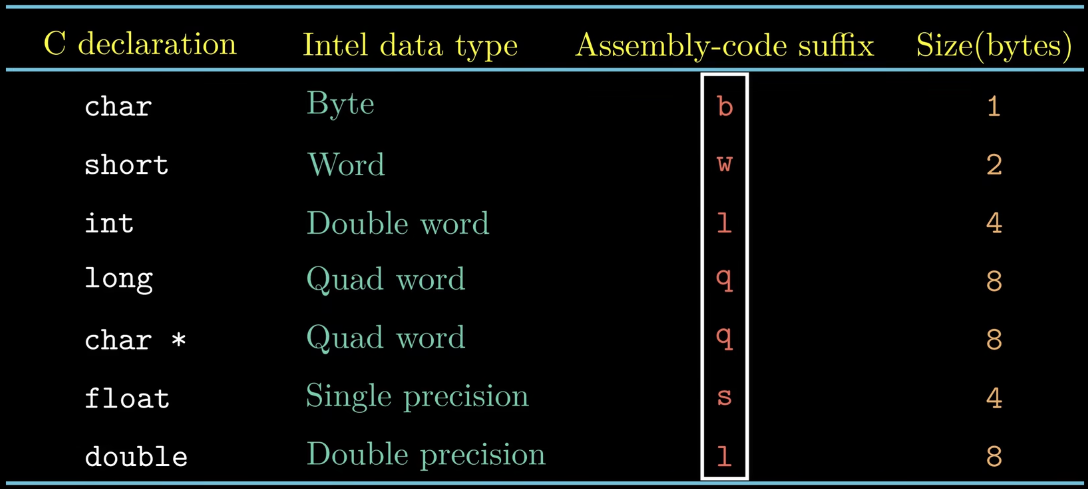 C declaration Intel data type Assembly-code suffix Size(bytes)
char Byte b 1
short Word w 2
int Double word l 4
long Quad word q 8
char * Quad word q 8
float Single precision s 4
double Double precision l 8